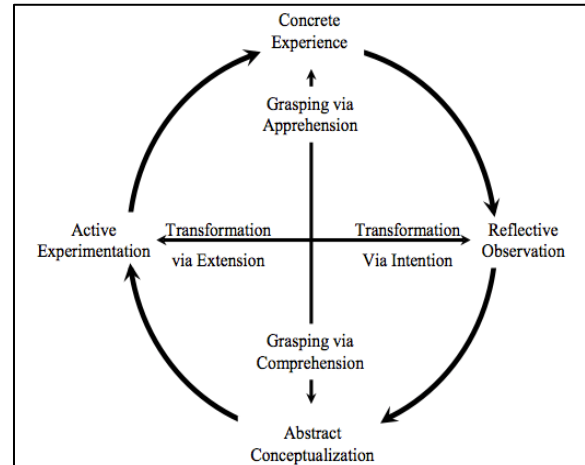 Concrete
Experience
Grasping via
Apprehension
Active
Experimentation
Transformation
via Extension
Transformation
Via Intention
Reflective
Observation
Grasping via
Comprehension
Abstract
Conceptualization